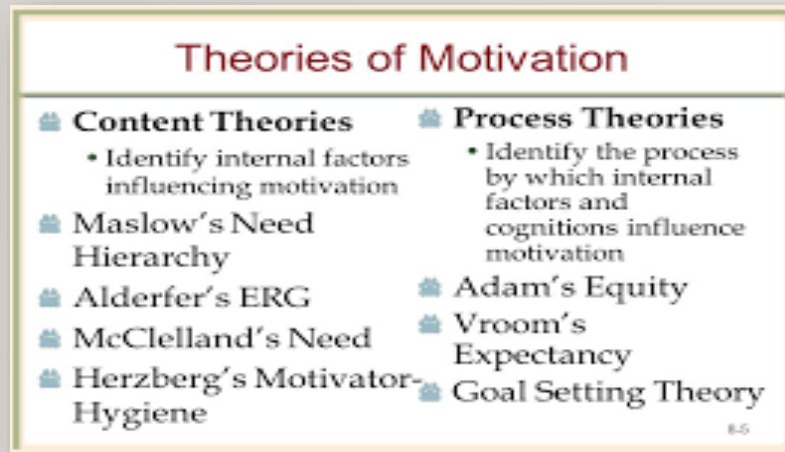 Theories of Motivation
Content Theories
• Identify internal factors
influencing motivation
Maslow's Need
Hierarchy
Alderfer's ERG
McClelland's Need
Herzberg's Motivator-
Hygiene
Process Theories
• Identify the process
by which internal
factors and
cognitions influence
motivation
Adam's Equity
Vroom's
Expectancy
Goal Setting Theory
8-5